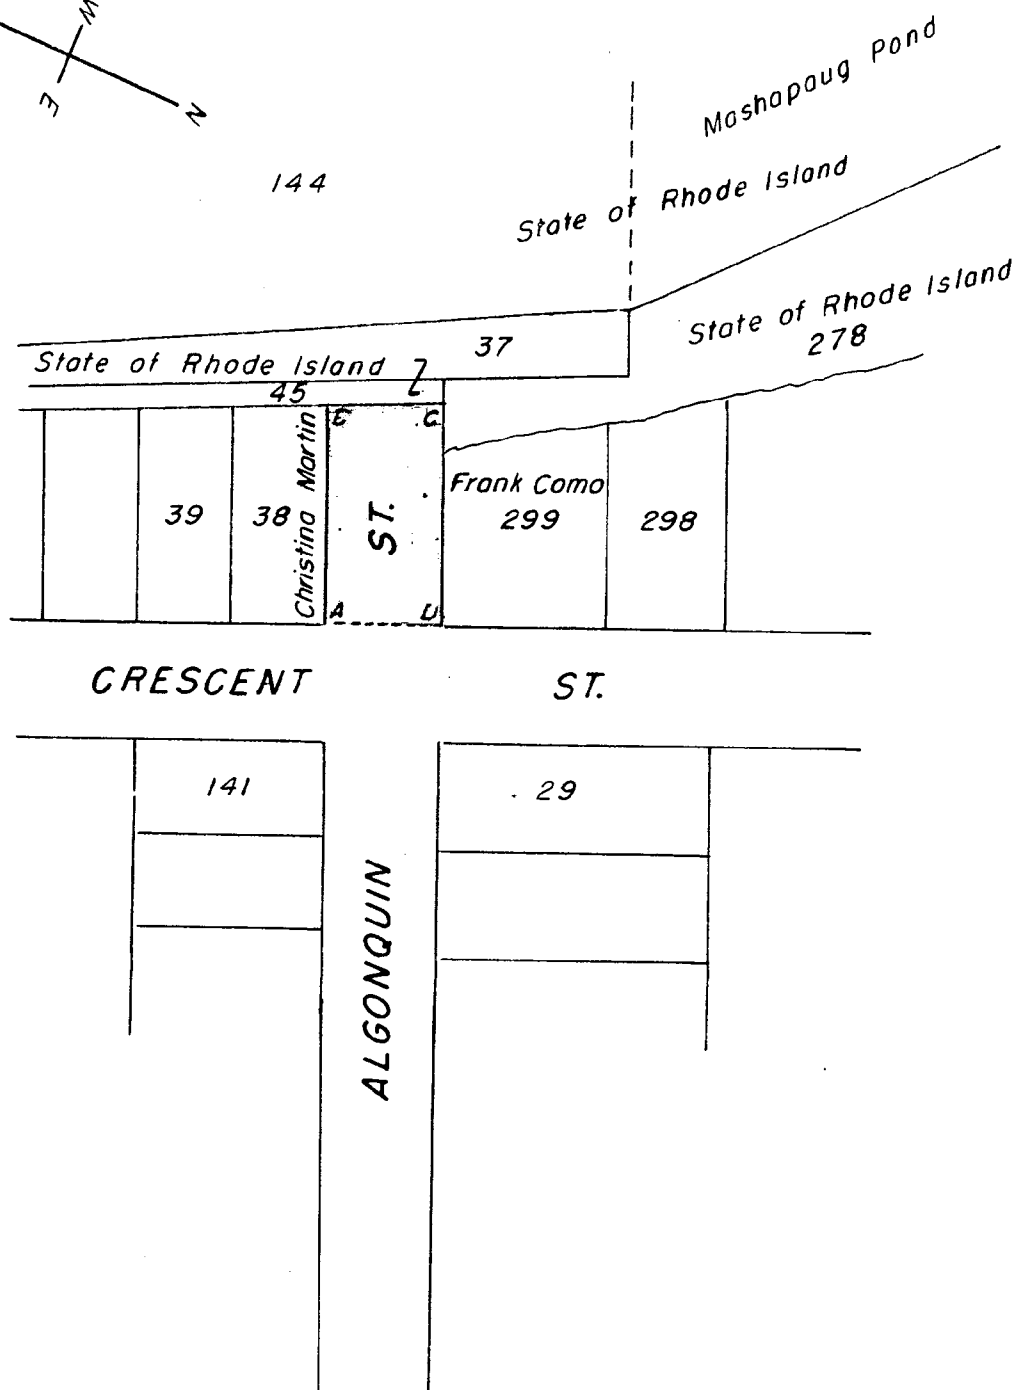 W
E
N
Mashapaug Pond
144
State of Rhode Island
State of Rhode Island
278
37
State of Rhode Island
45
E
C
Christina Martin
39
38
ST.
Frank Como
299
298
A
D
CRESCENT ST.
141
29
ALGONQUIN